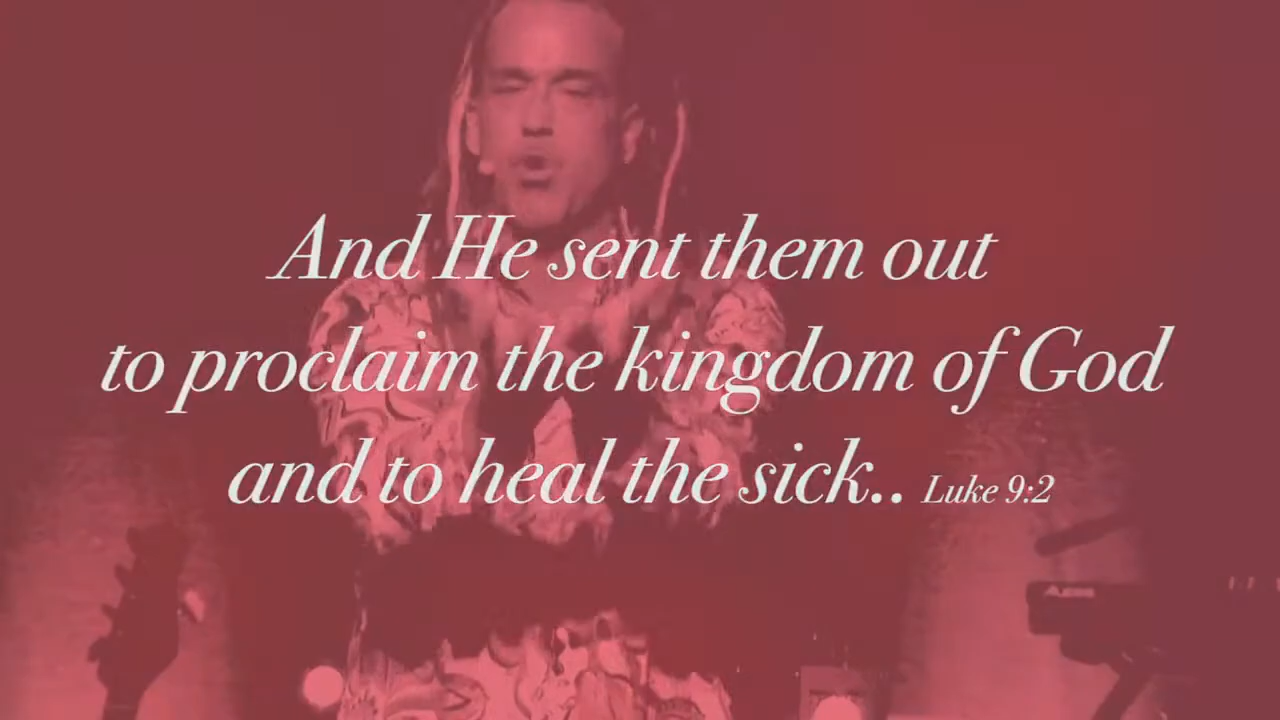 And He sent them out
to proclaim the kingdom of God
and to heal the sick.. Luke 9:2